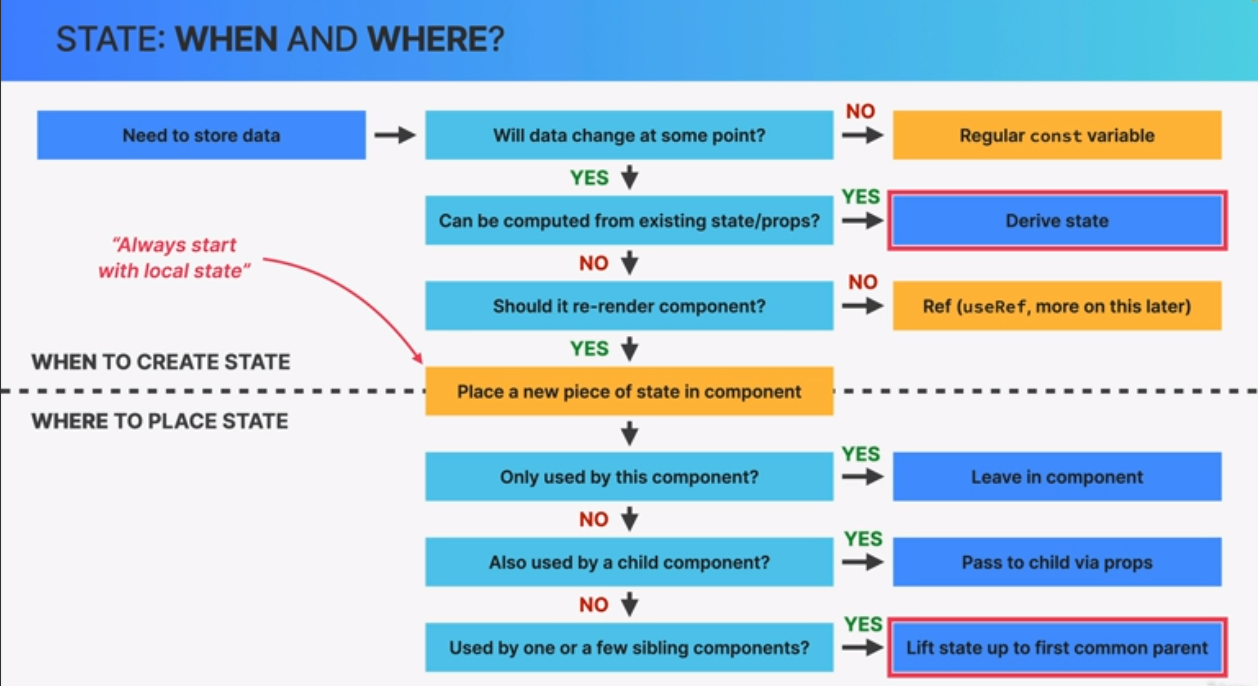 STATE: WHEN AND WHERE?
Need to store data
Will data change at some point?
NO
Regular const variable
YES
Can be computed from existing state/props?
YES
Derive state
"Always start
with local state"
NO
Should it re-render component?
NO
Ref (useRef, more on this later)
YES
WHEN TO CREATE STATE
Place a new piece of state in component
WHERE TO PLACE STATE
Only used by this component?
YES
Leave in component
NO
Also used by a child component?
YES
Pass to child via props
NO
Used by one or a few sibling components?
YES
Lift state up to first common parent